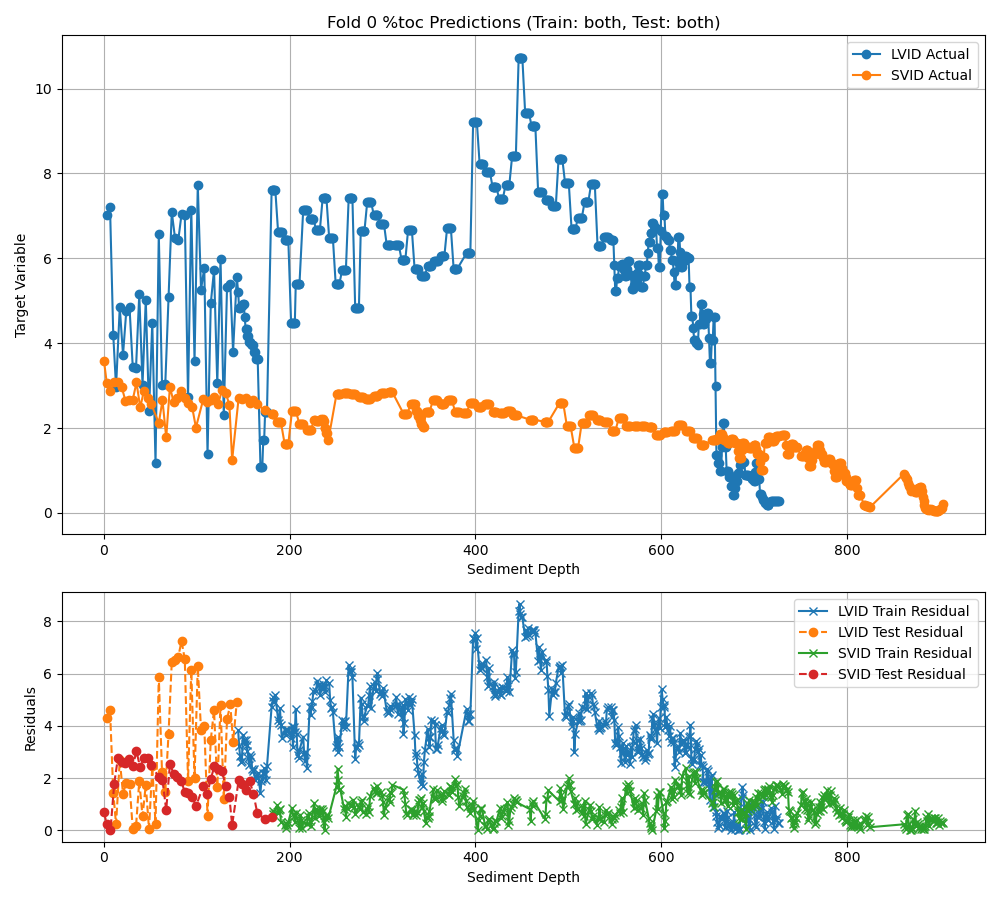 Fold 0 %toc Predictions (Train: both, Test: both)
LVID Actual
SVID Actual
Target Variable
10
8
6
4
2
0
0 200 400 600 800
Sediment Depth
LVID Train Residual
LVID Test Residual
SVID Train Residual
SVID Test Residual
Residuals
8
6
4
2
0
0 200 400 600 800
Sediment Depth